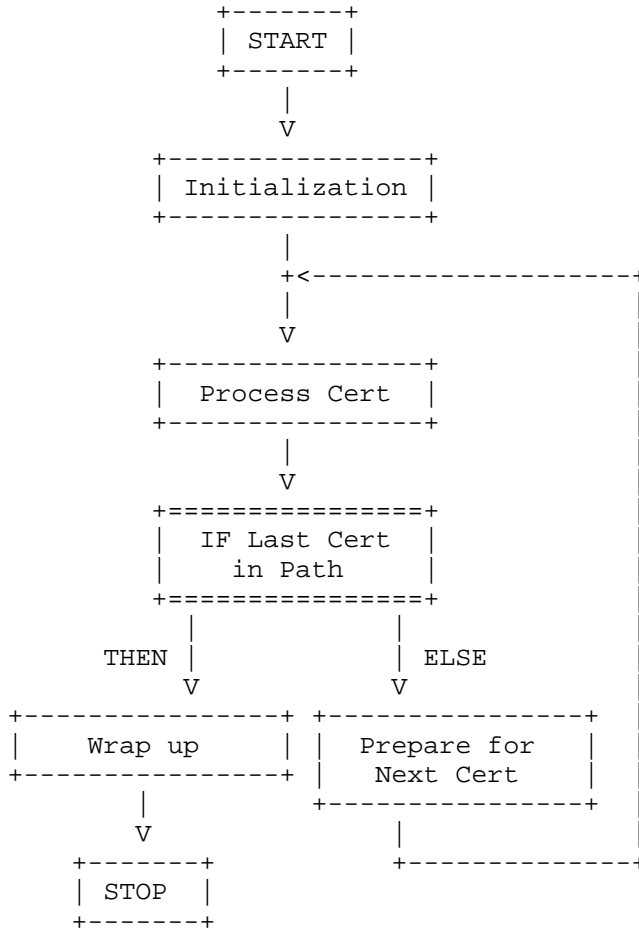 START
Initialization
Process Cert
IF Last Cert
in Path
THEN
ELSE
Wrap up
Prepare for
Next Cert
STOP